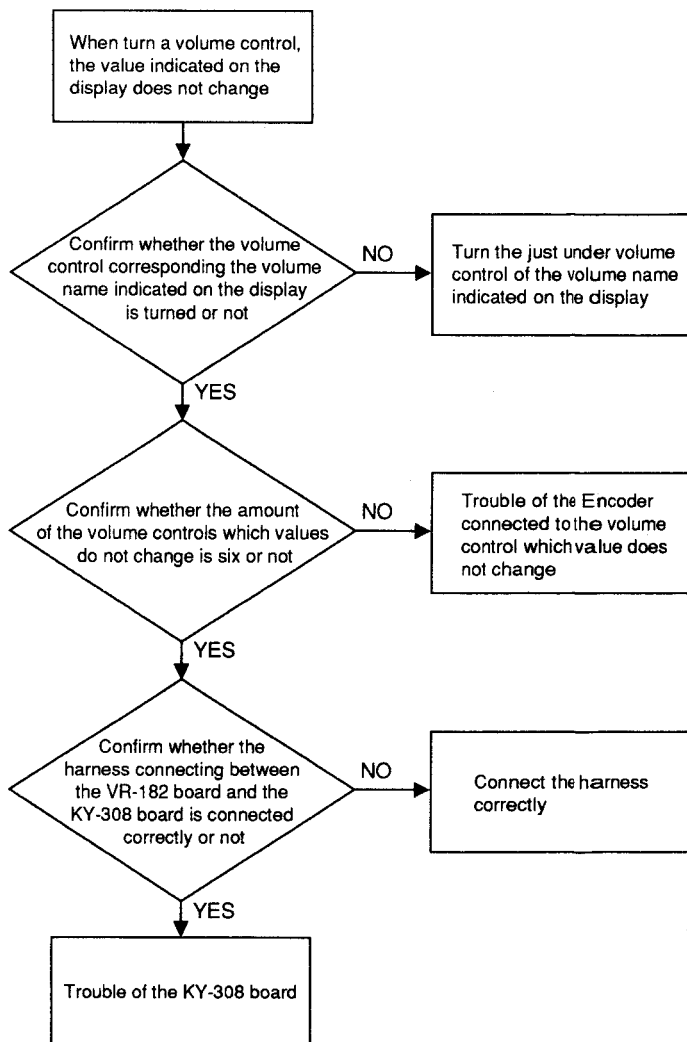 When turn a volume control,
the value indicated on the
display does not change
Confirm whether the volume
control corresponding the volume
name indicated on the display
is turned or not
NO
Turn the just under volume
control of the volume name
indicated on the display
YES
Confirm whether the amount
of the volume controls which values
do not change is six or not
NO
Trouble of the Encoder
connected to the volume
control which value does
not change
YES
Confirm whether the
harness connecting between
the VR-182 board and the
KY-308 board is connected
correctly or not
NO
Connect the harness
correctly
YES
Trouble of the KY-308 board